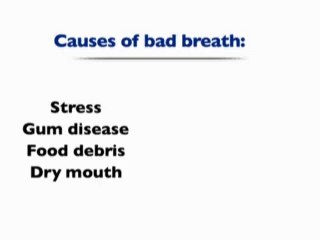 Causes of bad breath:
Stress
Gum disease
Food debris
Dry mouth